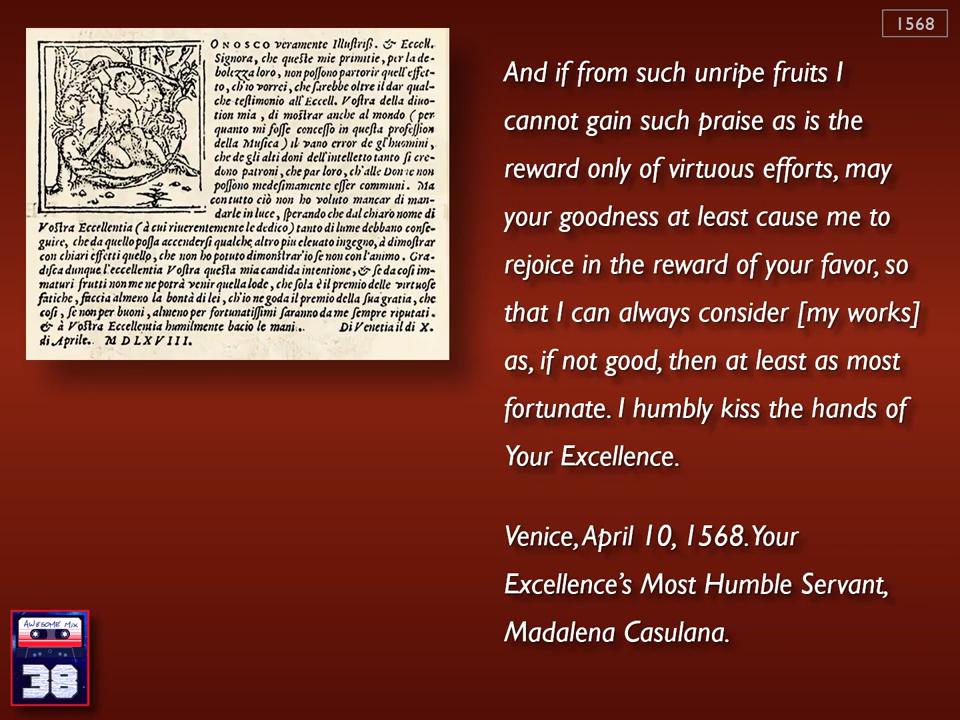 1568
ONOSCO veramente Illustriss. & Eccell.
Signora, che queste mie primitie, per la de-
bolezza loro, non possono partorir quell'effet-
to, ch'io vorrei, che sarebbe oltre il dar qual-
che testimonio all'Eccell. Vostra della diuo-
tion mia, di mostrar anche al mondo (per
quanto mi fosse concesso in questa profession
della Musica) il vano error de gl'huomini,
che de gli alti doni dell'intelletto tanto si cre-
dono patroni, che par loro, ch'alle Donne non
possono medesimamente esser communi. Ma
contutto ciò non ho voluto mancar di man-
darle in luce, sperando che dal chiaro nome di
Vostra Eccellentia (à cui riuerentemente le dedico) tanto di lume debbano conse-
guire, che da quello possa accendersi qualche altro piu eleuato ingegno, à dimostrar
con chiari effetti quello, che non ho potuto dimonstrar'io se non con l'animo. Gra-
disca dunque l'eccellentia Vostra questa mia candida intentione, & se da cosi im-
maturi frutti non me ne potrà venir quella lode, che sola è il premio delle virtuose
fatiche, faccia almeno la bontà di lei, ch'io ne goda il premio della sua gratia, che
cosi, se non per buoni, almeno per fortunatissimi saranno da me sempre riputati.
& à Vostra Eccellentia humilmente bacio le mani. Di Venetia il di X.
di Aprile. MDLXVIII.
And if from such unripe fruits I
cannot gain such praise as is the
reward only of virtuous efforts, may
your goodness at least cause me to
rejoice in the reward of your favor, so
that I can always consider [my works]
as, if not good, then at least as most
fortunate. I humbly kiss the hands of
Your Excellence.
Venice, April 10, 1568. Your
Excellence's Most Humble Servant,
Madalena Casulana.
AWESOME MIX
38